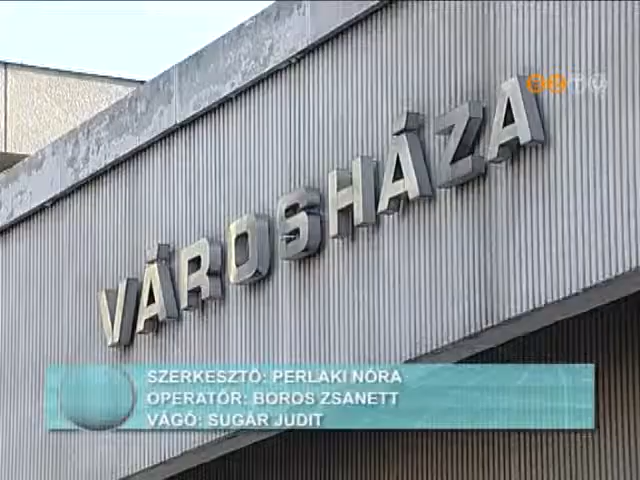 VÁROSHÁZA
SZERKESZTŐ: PERLAKI NÓRA
OPERATŐR: BOROS ZSANETT
VÁGÓ: SUGÁR JUDIT